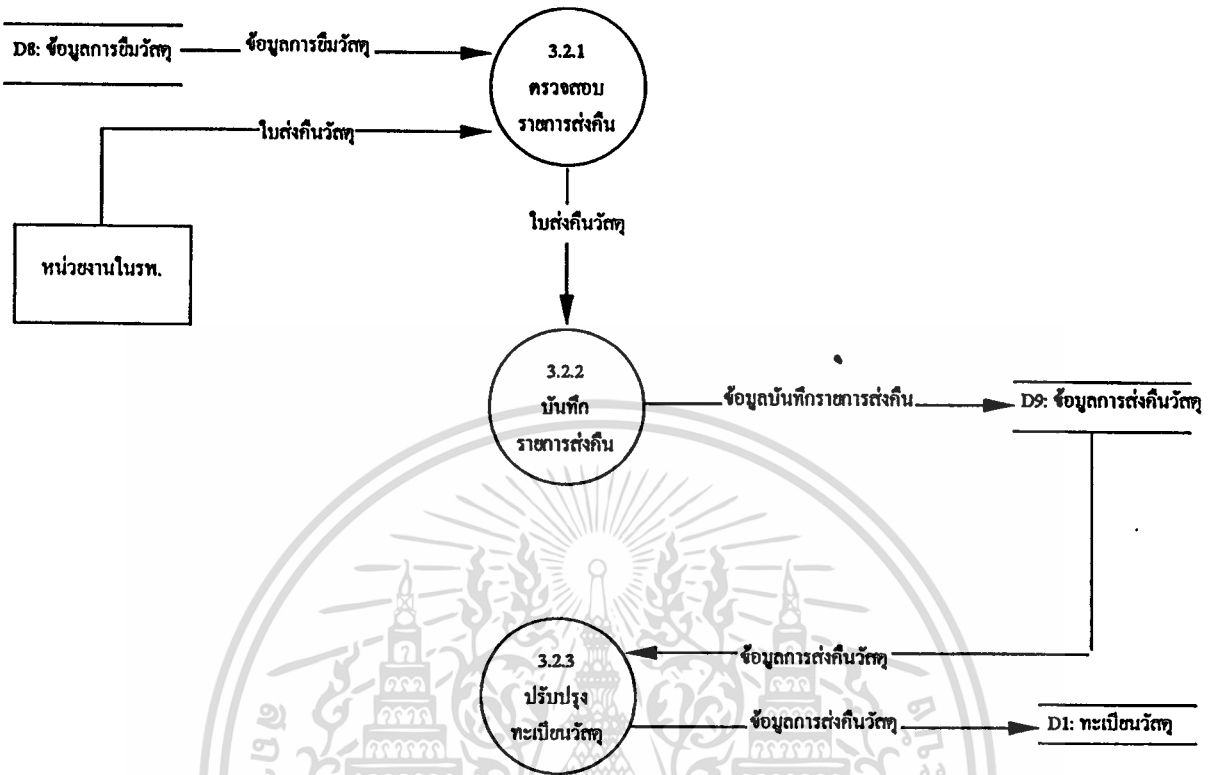 D8: ข้อมูลการยืมวัสดุ
ข้อมูลการยืมวัสดุ
3.2.1
ตรวจสอบ
รายการส่งคืน
ใบส่งคืนวัสดุ
ใบส่งคืนวัสดุ
หน่วยงานในรพ.
3.2.2
บันทึก
รายการส่งคืน
ข้อมูลบันทึกรายการส่งคืน
D9: ข้อมูลการส่งคืนวัสดุ
3.2.3
ปรับปรุง
ทะเบียนวัสดุ
ข้อมูลการส่งคืนวัสดุ
ข้อมูลการส่งคืนวัสดุ
D1: ทะเบียนวัสดุ